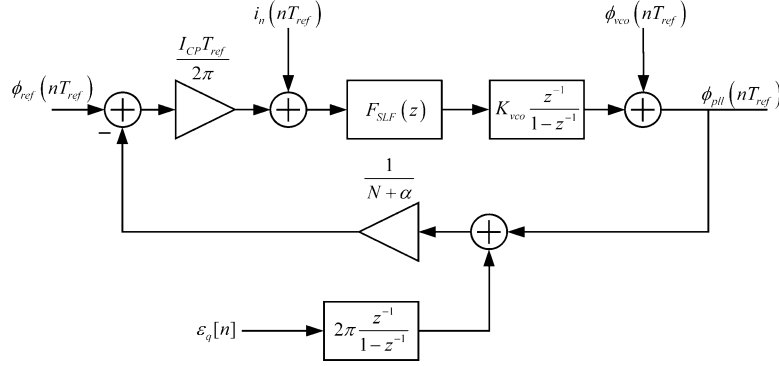 i_n(nT_ref)
ϕ_vco(nT_ref)
I_CP T_ref / 2π
ϕ_ref(nT_ref)
F_SLF(z)
K_vco z^-1 / 1 - z^-1
ϕ_pll(nT_ref)
−
1 / N + α
ε_q[n]
2π z^-1 / 1 - z^-1